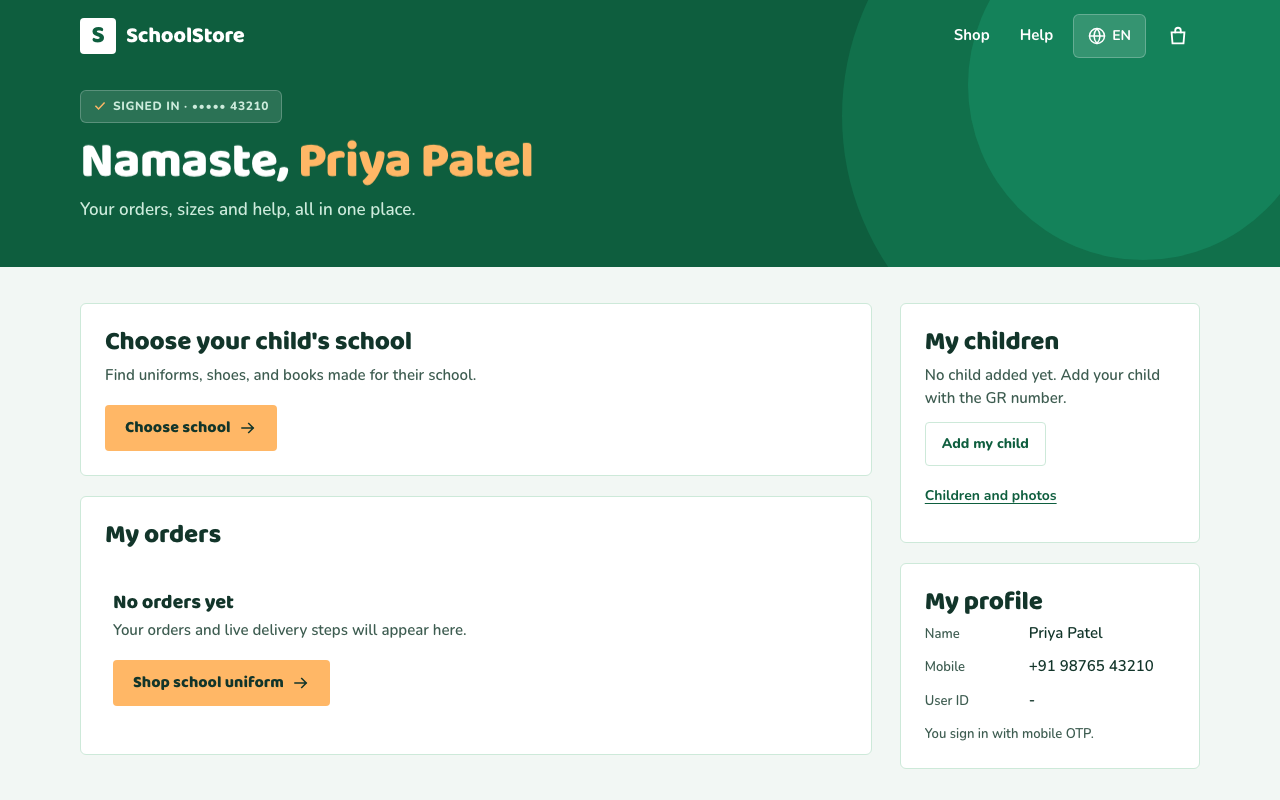 S SchoolStore
Shop Help EN
SIGNED IN · ••••• 43210
Namaste, Priya Patel
Your orders, sizes and help, all in one place.
Choose your child's school
Find uniforms, shoes, and books made for their school.
Choose school →
My orders
No orders yet
Your orders and live delivery steps will appear here.
Shop school uniform →
My children
No child added yet. Add your child
with the GR number.
Add my child
Children and photos
My profile
Name Priya Patel
Mobile +91 98765 43210
User ID -
You sign in with mobile OTP.